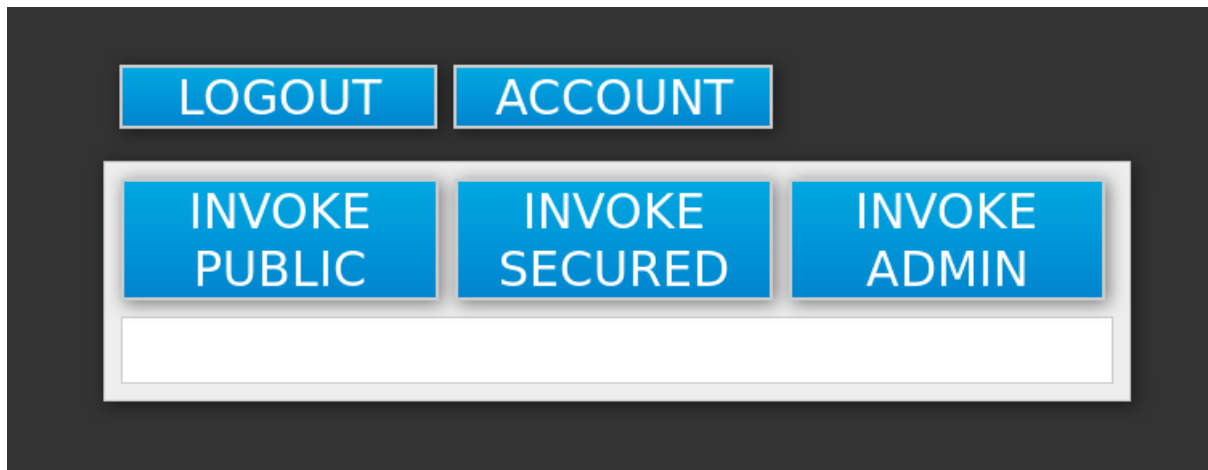 LOGOUT ACCOUNT
INVOKE INVOKE INVOKE
PUBLIC SECURED ADMIN